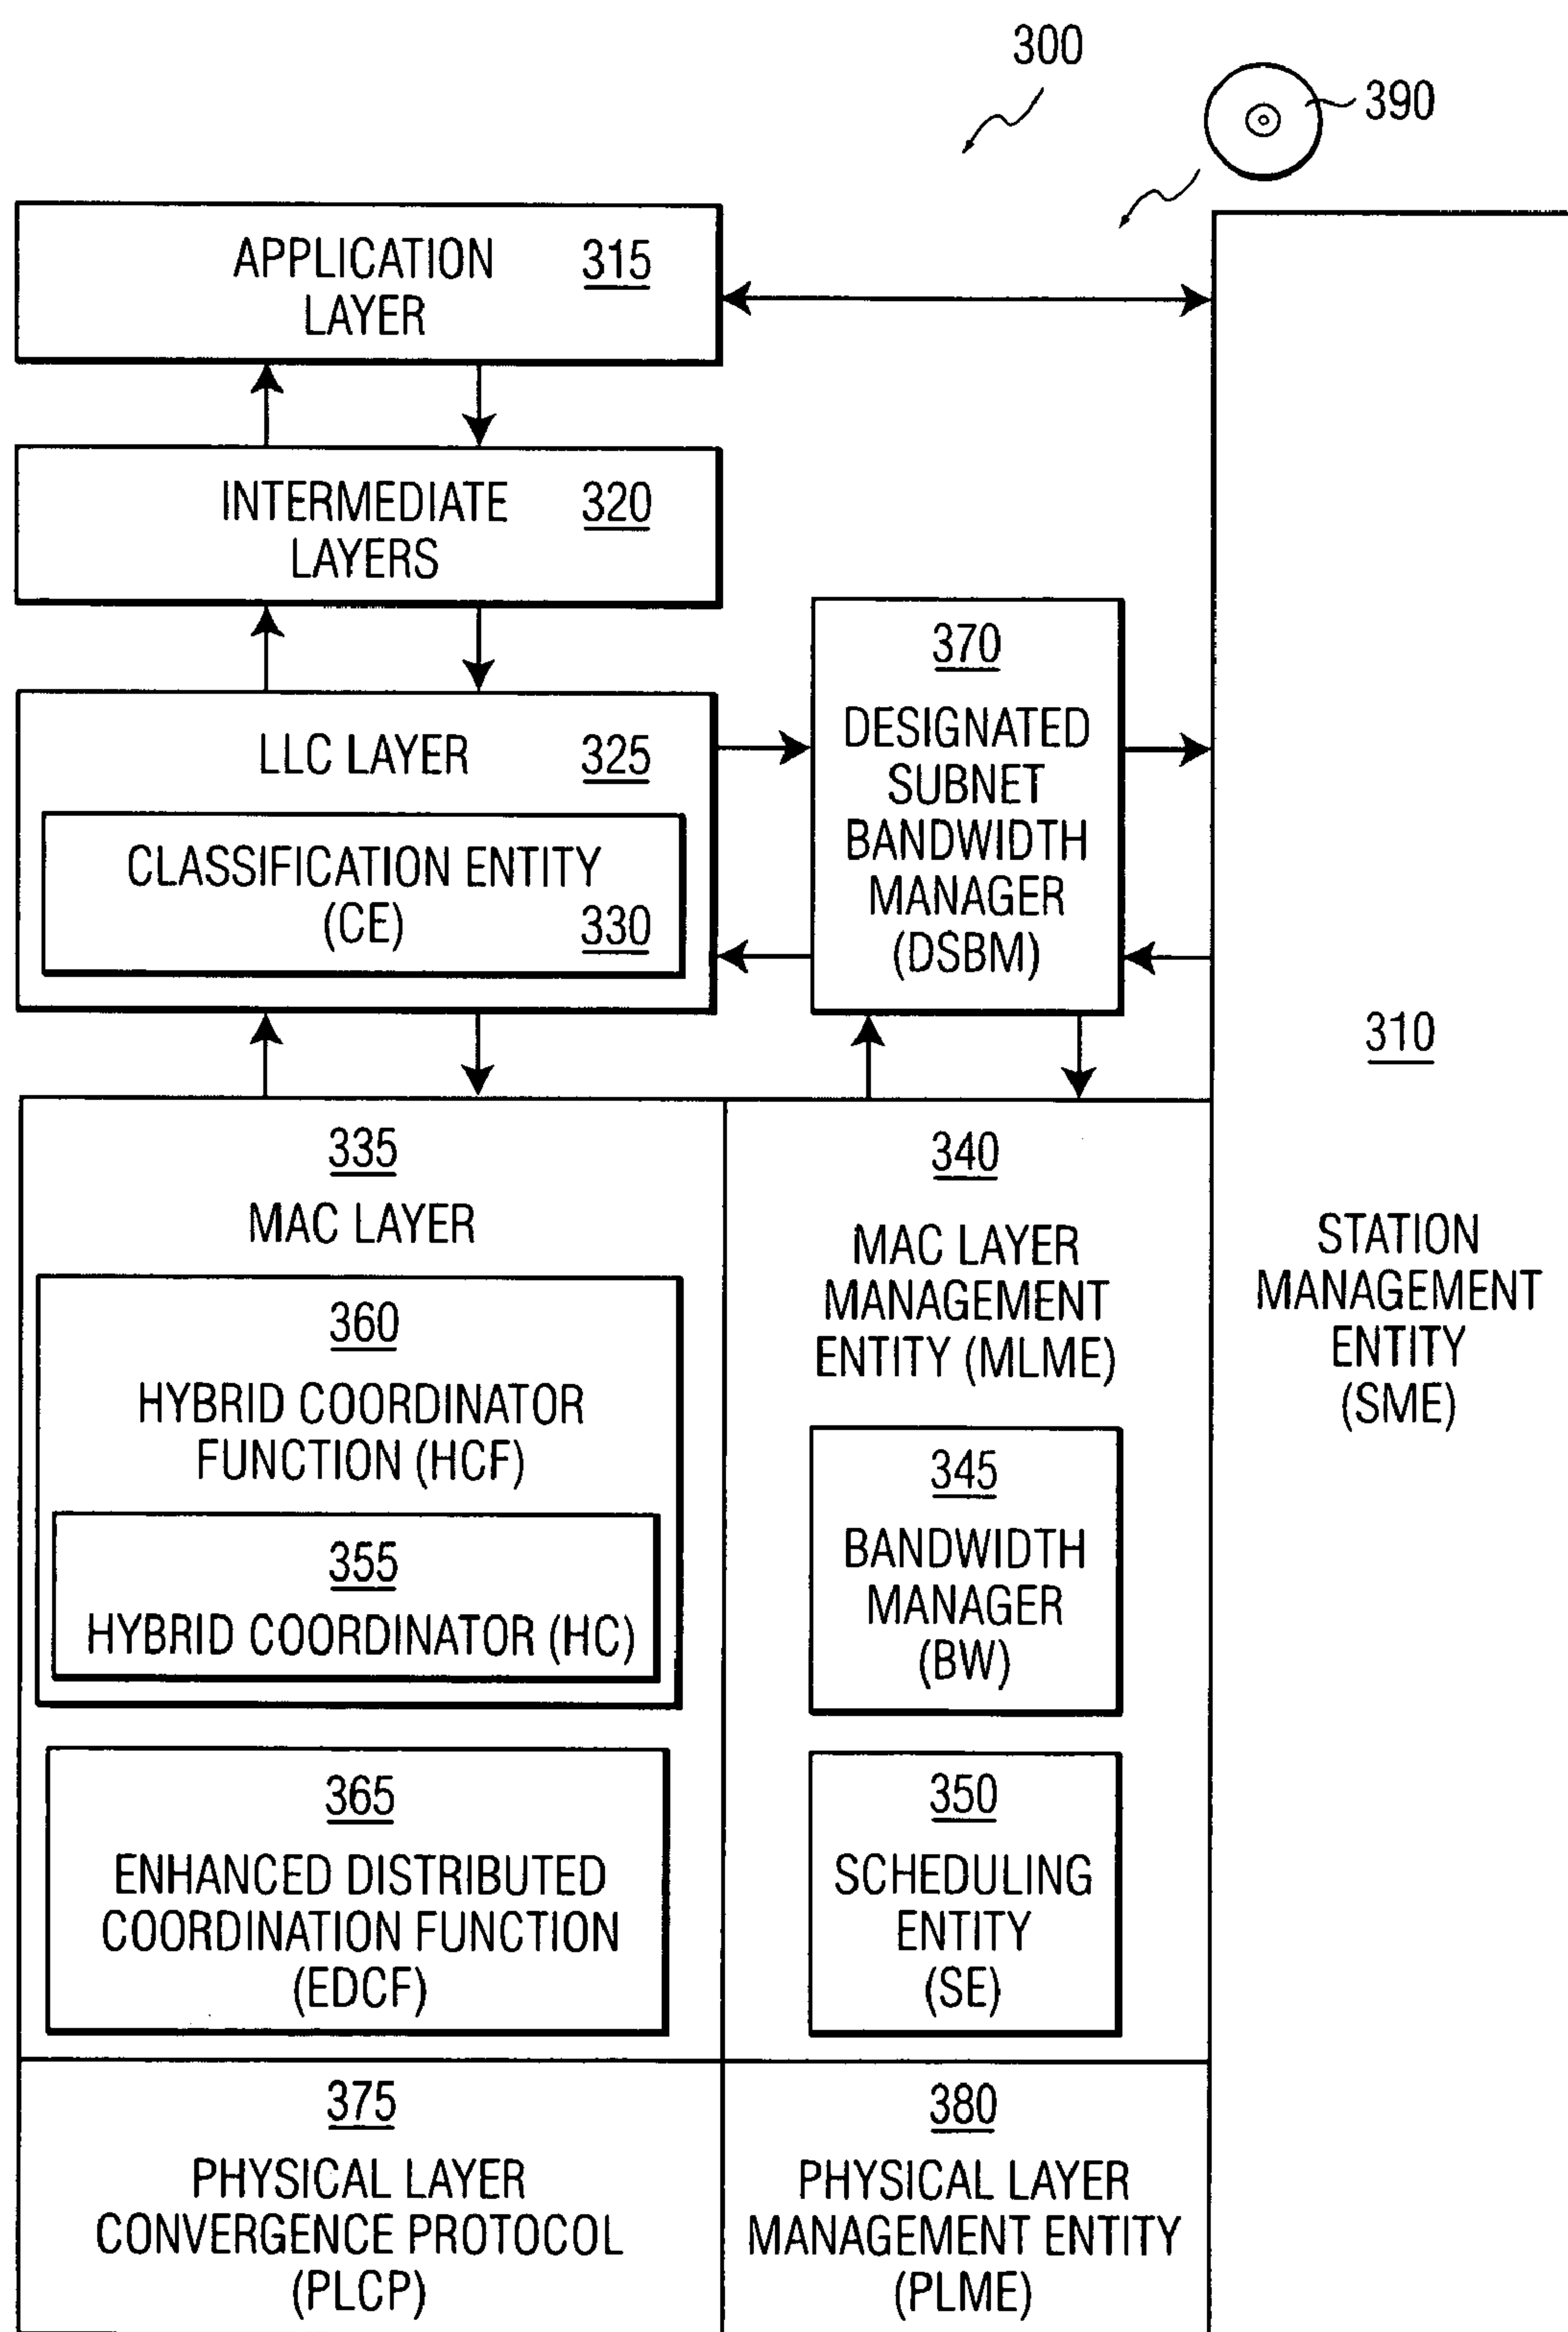 300
390
APPLICATION 315
LAYER
INTERMEDIATE 320
LAYERS
370
DESIGNATED
SUBNET
BANDWIDTH
MANAGER
(DSBM)
LLC LAYER 325
CLASSIFICATION ENTITY
(CE) 330
310
STATION
MANAGEMENT
ENTITY
(SME)
335
MAC LAYER
360
HYBRID COORDINATOR
FUNCTION (HCF)
355
HYBRID COORDINATOR (HC)
365
ENHANCED DISTRIBUTED
COORDINATION FUNCTION
(EDCF)
340
MAC LAYER
MANAGEMENT
ENTITY (MLME)
345
BANDWIDTH
MANAGER
(BW)
350
SCHEDULING
ENTITY
(SE)
375
PHYSICAL LAYER
CONVERGENCE PROTOCOL
(PLCP)
380
PHYSICAL LAYER
MANAGEMENT ENTITY
(PLME)